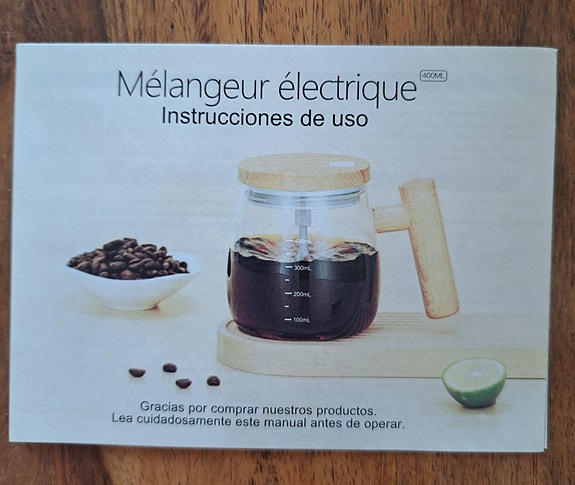 Mélangeur électrique 400ML
Instrucciones de uso
400mL
300mL
200mL
100mL
Gracias por comprar nuestros productos.
Lea cuidadosamente este manual antes de operar.